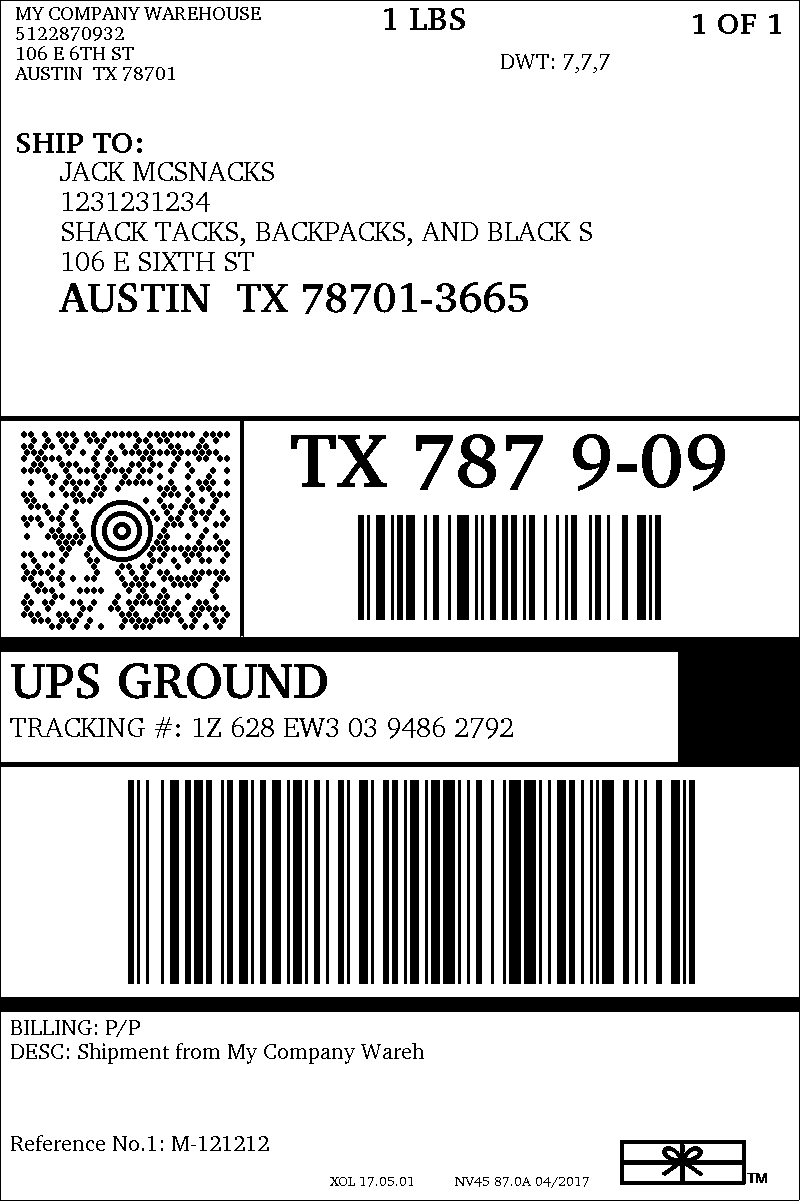 MY COMPANY WAREHOUSE
5122870932
106 E 6TH ST
AUSTIN  TX 78701
1 LBS
1 OF 1
DWT: 7,7,7
SHIP TO:
JACK MCSNACKS
1231231234
SHACK TACKS, BACKPACKS, AND BLACK S
106 E SIXTH ST
AUSTIN  TX 78701-3665
TX 787 9-09
UPS GROUND
TRACKING #: 1Z 628 EW3 03 9486 2792
BILLING: P/P
DESC: Shipment from My Company Wareh
Reference No.1: M-121212
XOL 17.05.01
NV45 87.0A 04/2017
TM